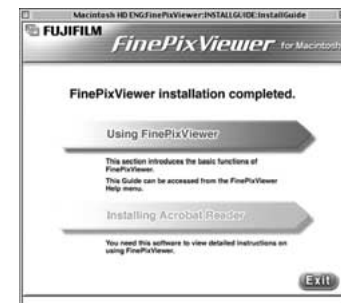 Macintosh HD ENG:FinePixViewer:INSTALLGUIDE:InstallGuide
FUJIFILM
FinePixViewer for Macintosh
FinePixViewer installation completed.
Using FinePixViewer
This section introduces the basic functions of
FinePixViewer.
This Guide can be accessed from the FinePixViewer
Help menu.
Installing Acrobat Reader
You need this software to view detailed instructions on
using FinePixViewer.
Exit